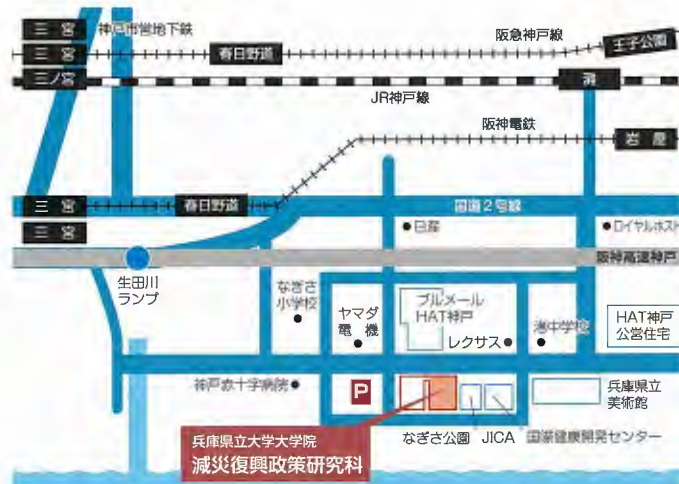 三宮
神戸市営地下鉄
三宮
春日野道
阪急神戸線
王子公園
三ノ宮
JR神戸線
灘
阪神電鉄
岩屋
三宮
春日野道
国道2号線
三宮
日産
ロイヤルホスト
阪神高速神戸
生田川
ランプ
なぎさ
小学校
ヤマダ
電機
ブルメール
HAT神戸
レクサス
渚中学校
HAT神戸
公営住宅
神戸赤十字病院
P
兵庫県立
美術館
兵庫県立大学大学院
減災復興政策研究科
なぎさ公園
JICA
国際健康開発センター